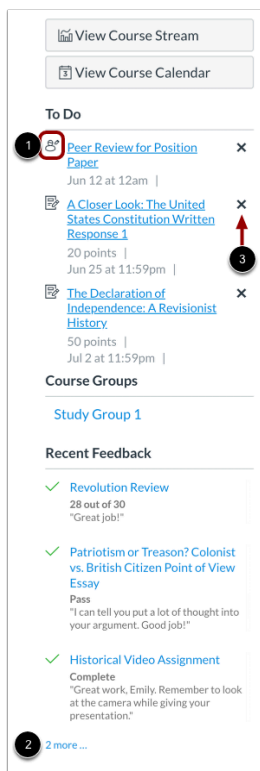 View Course Stream
3 View Course Calendar
To Do
1
Peer Review for Position
Paper
Jun 12 at 12am |
A Closer Look: The United
States Constitution Written
Response 1
20 points |
Jun 25 at 11:59pm |
3
The Declaration of
Independence: A Revisionist
History
50 points |
Jul 2 at 11:59pm |
Course Groups
Study Group 1
Recent Feedback
Revolution Review
28 out of 30
"Great job!"
Patriotism or Treason? Colonist
vs. British Citizen Point of View
Essay
Pass
"I can tell you put a lot of thought into
your argument. Good job!"
Historical Video Assignment
Complete
"Great work, Emily. Remember to look
at the camera while giving your
presentation."
2
2 more ...